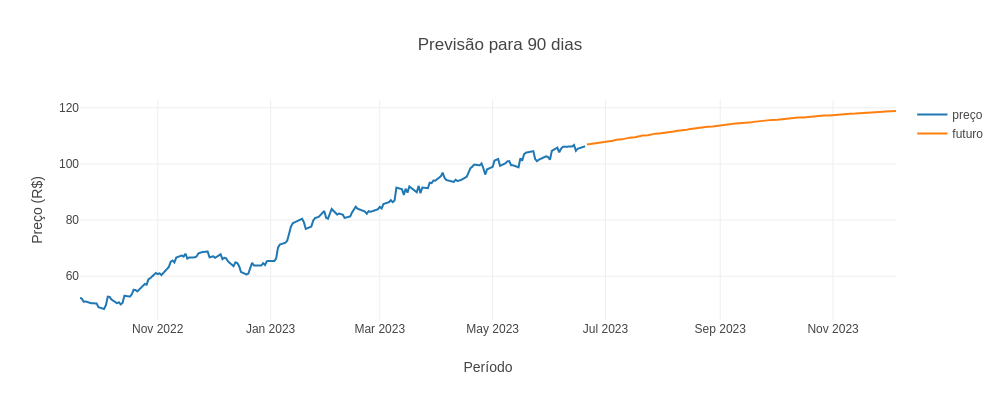 Previsão para 90 dias
Preço (R$)
120
100
80
60
Nov 2022
Jan 2023
Mar 2023
May 2023
Jul 2023
Sep 2023
Nov 2023
Período
preço
futuro